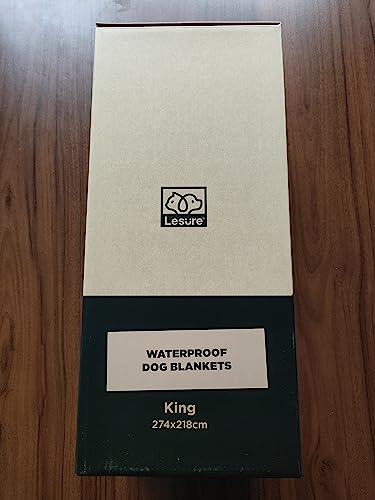 Lesure
WATERPROOF
DOG BLANKETS
King
274x218cm